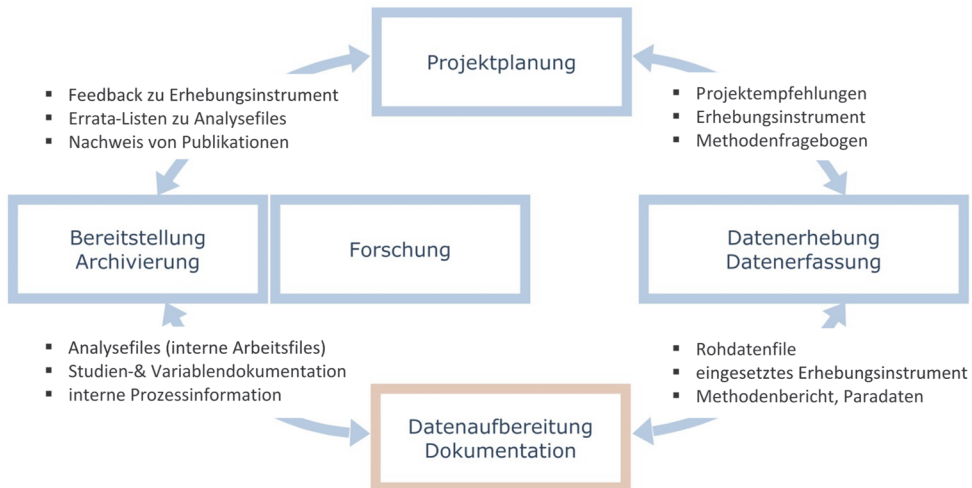 Projektplanung
▪ Feedback zu Erhebungsinstrument
▪ Errata-Listen zu Analysefiles
▪ Nachweis von Publikationen
▪ Projektempfehlungen
▪ Erhebungsinstrument
▪ Methodenfragebogen
Bereitstellung
Archivierung
Forschung
Datenerhebung
Datenerfassung
▪ Analysefiles (interne Arbeitsfiles)
▪ Studien-& Variablendokumentation
▪ interne Prozessinformation
▪ Rohdatenfile
▪ eingesetztes Erhebungsinstrument
▪ Methodenbericht, Paradaten
Datenaufbereitung
Dokumentation